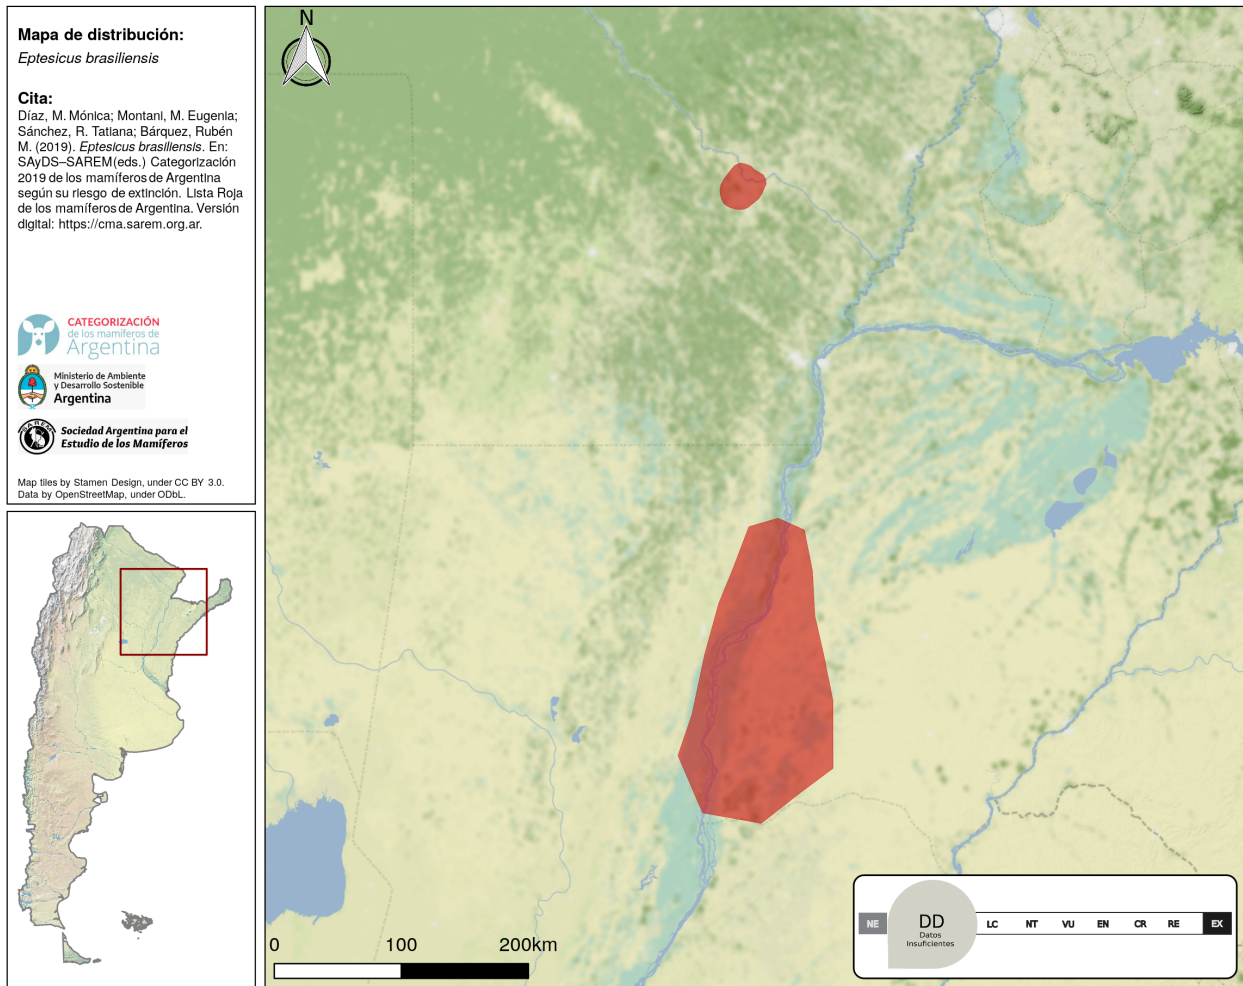 Mapa de distribución:
Eptesicus brasiliensis
Cita:
Díaz, M. Mónica; Montani, M. Eugenia;
Sánchez, R. Tatiana; Bárquez, Rubén
M. (2019). Eptesicus brasiliensis. En:
SAyDS–SAREM(eds.) Categorización
2019 de los mamíferos de Argentina
según su riesgo de extinción. Lista Roja
de los mamíferos de Argentina. Versión
digital: https://cma.sarem.org.ar.
CATEGORIZACIÓN
de los mamíferos de
Argentina
Ministerio de Ambiente
y Desarrollo Sostenible
Argentina
SAREM
Sociedad Argentina para el
Estudio de los Mamíferos
Map tiles by Stamen Design, under CC BY 3.0.
Data by OpenStreetMap, under ODbL.
N
0 100 200km
NE DD LC NT VU EN CR RE EX
Datos
Insuficientes